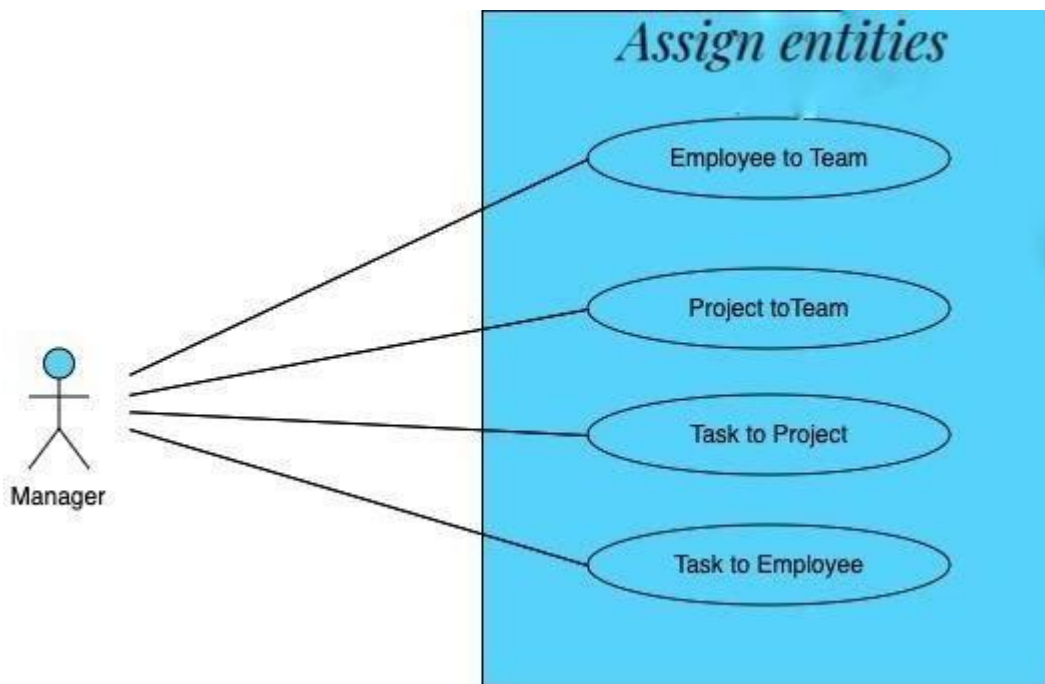 Assign entities
Employee to Team
Project toTeam
Task to Project
Manager
Task to Employee